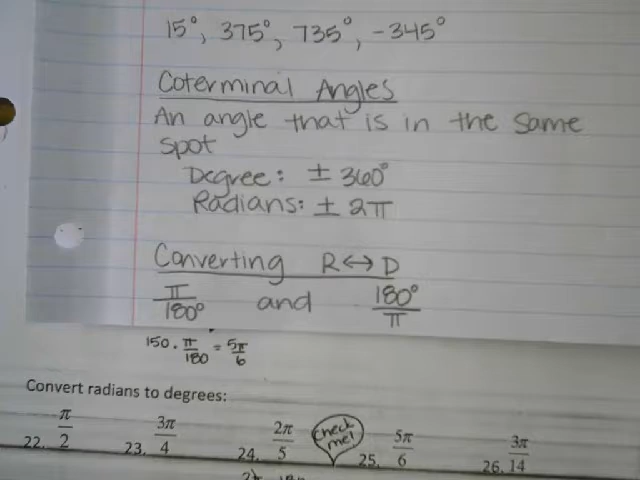 15°, 375°, 735°, -345°
Coterminal Angles
An angle that is in the same
spot
Degree: ± 360°
Radians: ± 2π
Converting R↔D
π/180° and 180°/π
150 · π/180 = 5π/6
Convert radians to degrees:
22. π/2 23. 3π/4 24. 2π/5 check me! 25. 5π/6 26. 3π/14